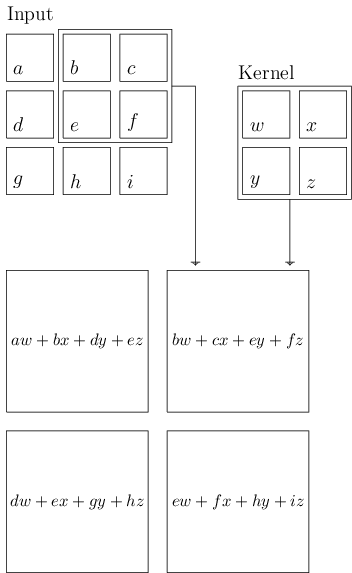 Input
a b c
d e f
g h i
Kernel
w x
y z
aw + bx + dy + ez
bw + cx + ey + fz
dw + ex + gy + hz
ew + fx + hy + iz